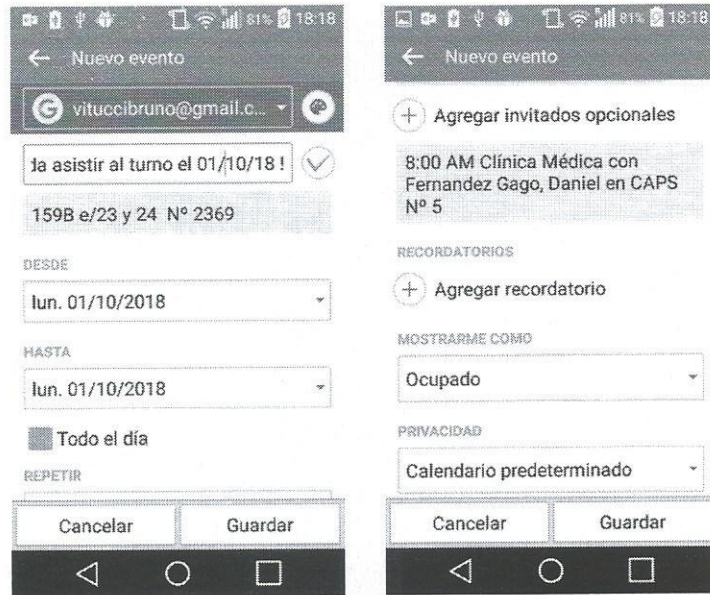 81% 18:18
Nuevo evento
G vituccibruno@gmail.c...
da asistir al turno el 01/10/18 !
159B e/23 y 24 Nº 2369
DESDE
lun. 01/10/2018
HASTA
lun. 01/10/2018
Todo el día
REPETIR
Cancelar Guardar
81% 18:18
Nuevo evento
Agregar invitados opcionales
8:00 AM Clínica Médica con
Fernandez Gago, Daniel en CAPS
Nº 5
RECORDATORIOS
Agregar recordatorio
MOSTRARME COMO
Ocupado
PRIVACIDAD
Calendario predeterminado
Cancelar Guardar